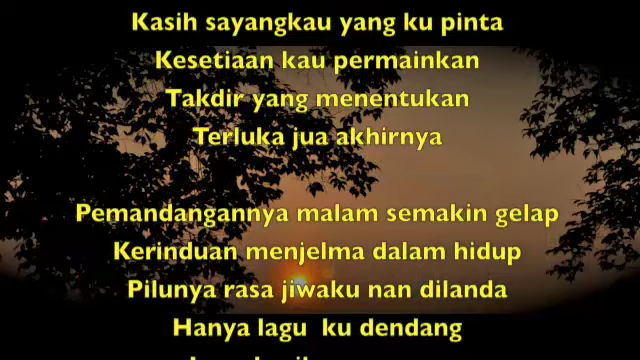 Kasih sayangkau yang ku pinta
Kesetiaan kau permainkan
Takdir yang menentukan
Terluka jua akhirnya
Pemandangannya malam semakin gelap
Kerinduan menjelma dalam hidup
Pilunya rasa jiwaku nan dilanda
Hanya lagu  ku dendang